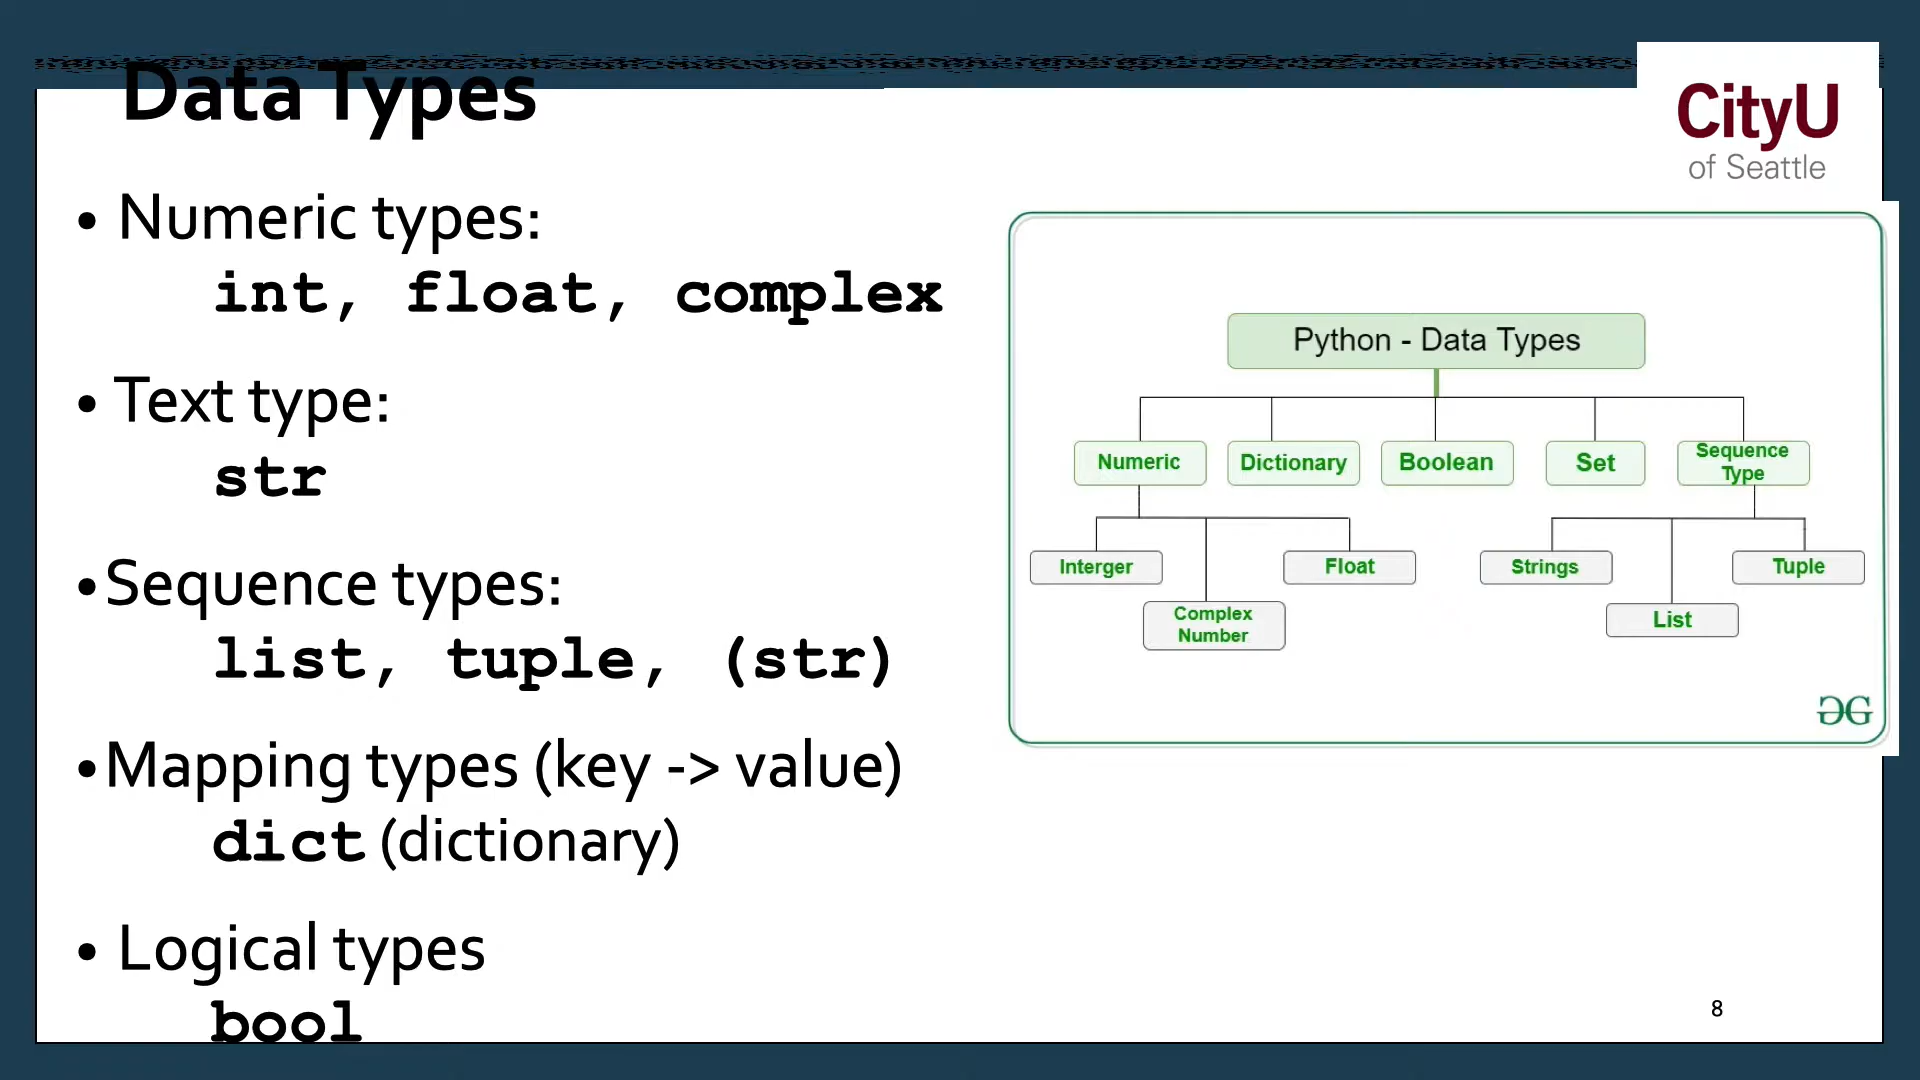 Data Types
CityU
of Seattle
• Numeric types:
int, float, complex
• Text type:
str
•Sequence types:
list, tuple, (str)
•Mapping types (key -> value)
dict (dictionary)
• Logical types
bool
Python - Data Types
Numeric
Dictionary
Boolean
Set
Sequence
Type
Interger
Float
Strings
Tuple
Complex
Number
List
8